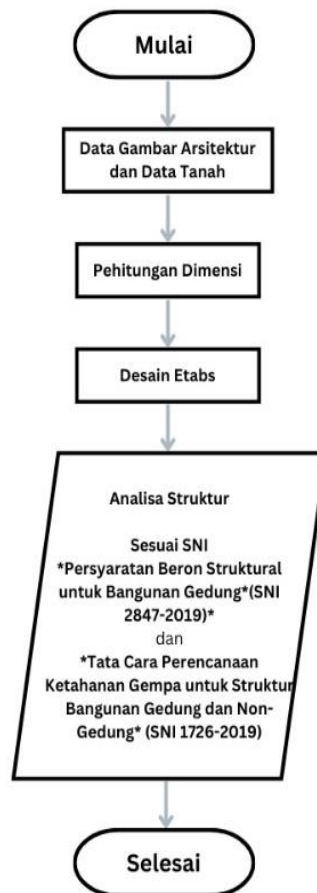 Mulai
Data Gambar Arsitektur
dan Data Tanah
Pehitungan Dimensi
Desain Etabs
Analisa Struktur
Sesuai SNI
*Persyaratan Beron Struktural
untuk Bangunan Gedung*(SNI
2847-2019)*
dan
*Tata Cara Perencanaan
Ketahanan Gempa untuk Struktur
Bangunan Gedung dan Non-
Gedung* (SNI 1726-2019)
Selesai